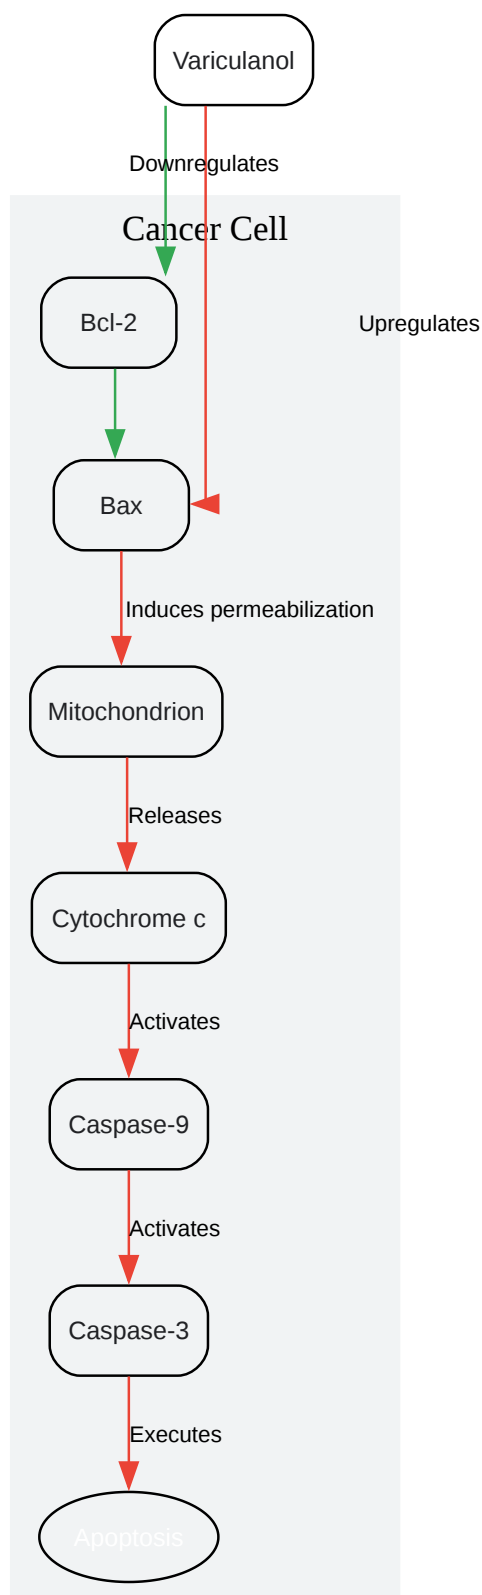 Variculanol
Downregulates
Cancer Cell
Bcl-2
Upregulates
Bax
Induces permeabilization
Mitochondrion
Releases
Cytochrome c
Activates
Caspase-9
Activates
Caspase-3
Executes
Apoptosis